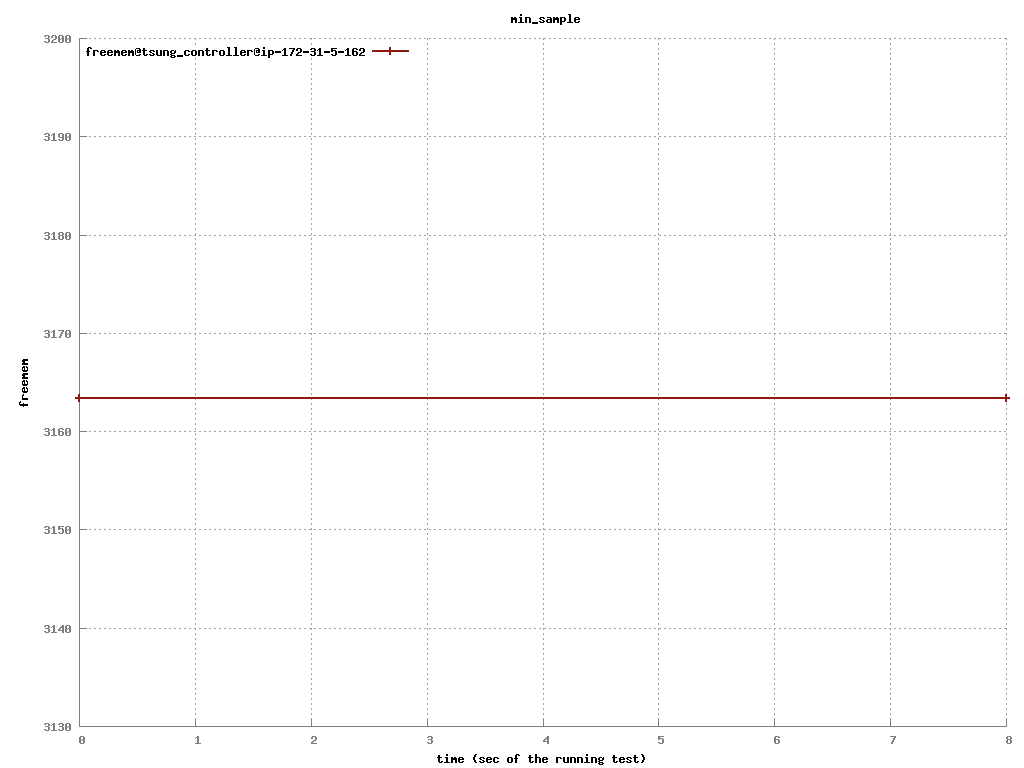 min_sample
freemem@tsung_controller@ip-172-31-5-162
3200
3190
3180
3170
3160
3150
3140
3130
freemem
0 1 2 3 4 5 6 7 8
time (sec of the running test)